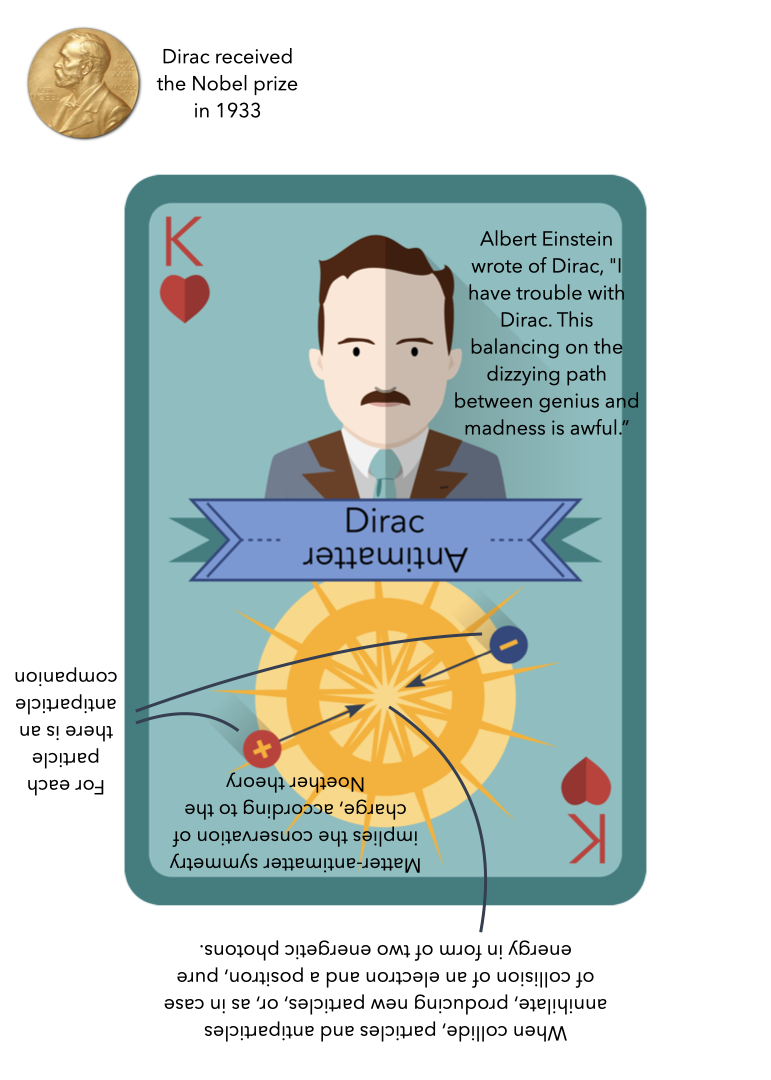 Dirac received
the Nobel prize
in 1933
K
Albert Einstein
wrote of Dirac, "I
have trouble with
Dirac. This
balancing on the
dizzying path
between genius and
madness is awful.”
Dirac
Antimatter
For each
particle
there is an
antiparticle
companion
Matter-antimatter symmetry
implies the conservation of
charge, according to the
Noether theory
K
When collide, particles and antiparticles
annihilate, producing new particles, or, as in case
of collision of an electron and a positron, pure
energy in form of two energetic photons.